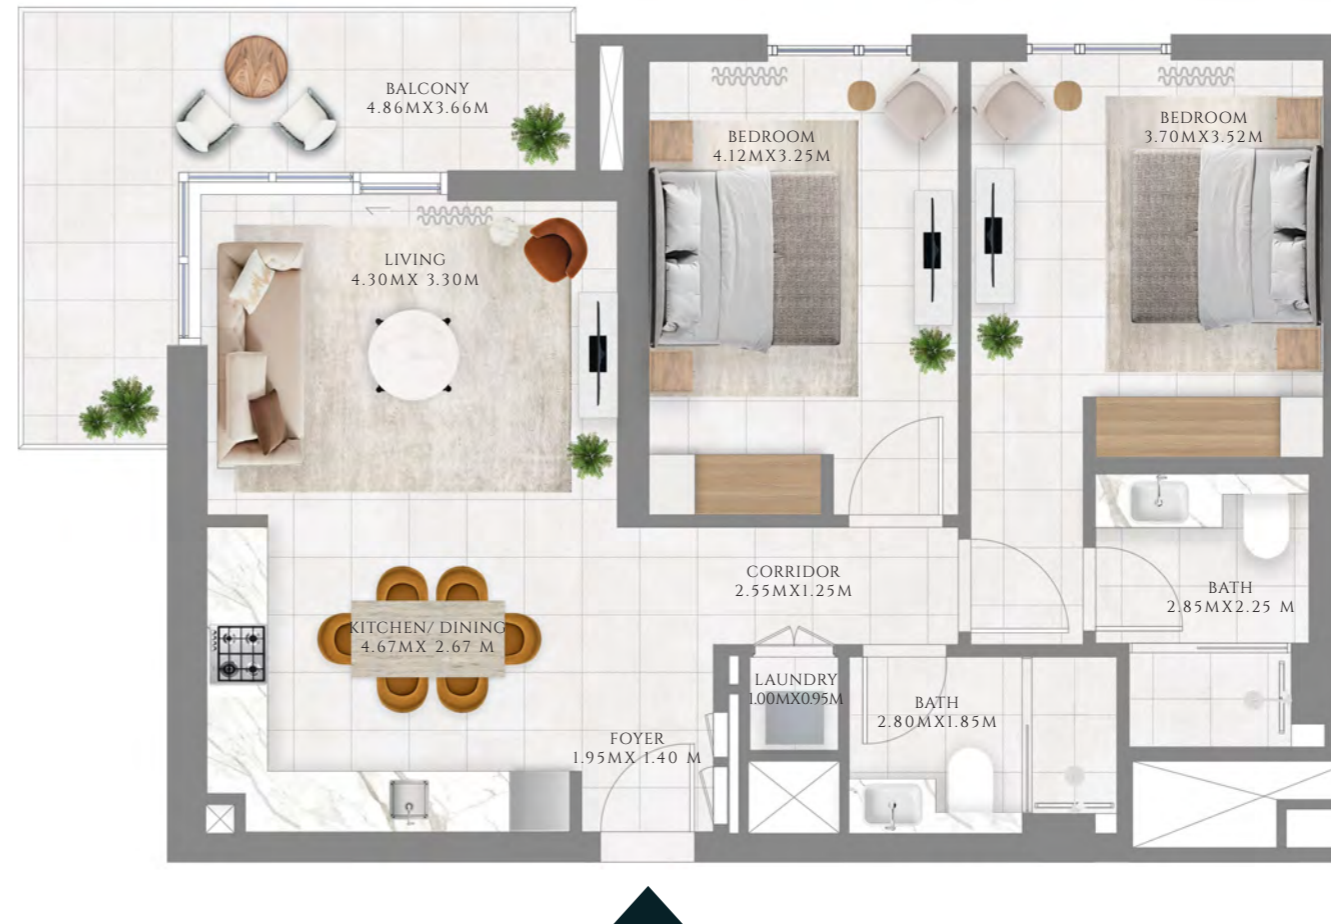 BALCONY
4.86MX3.66M
BEDROOM
4.12MX3.25M
BEDROOM
3.70MX3.52M
LIVING
4.30MX 3.30M
CORRIDOR
2.55MX1.25M
BATH
2.85MX2.25 M
KITCHEN/ DINING
4.67MX 2.67 M
LAUNDRY
1.00MX0.95M
BATH
2.80MX1.85M
FOYER
1.95MX 1.40 M